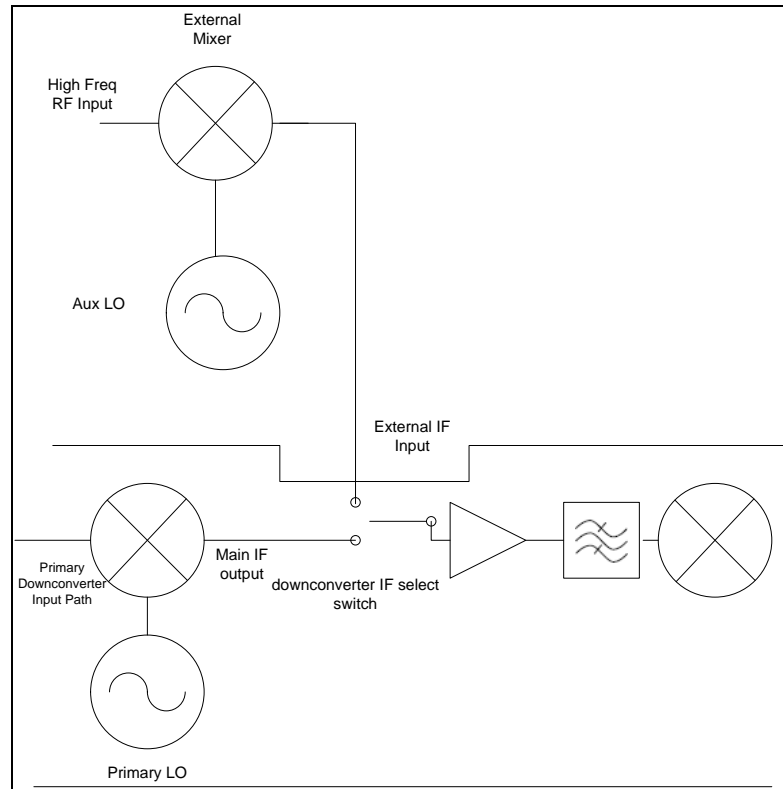 External
Mixer
High Freq
RF Input
Aux LO
External IF
Input
Primary
Downconverter
Input Path
Main IF
output
downconverter IF select
switch
Primary LO